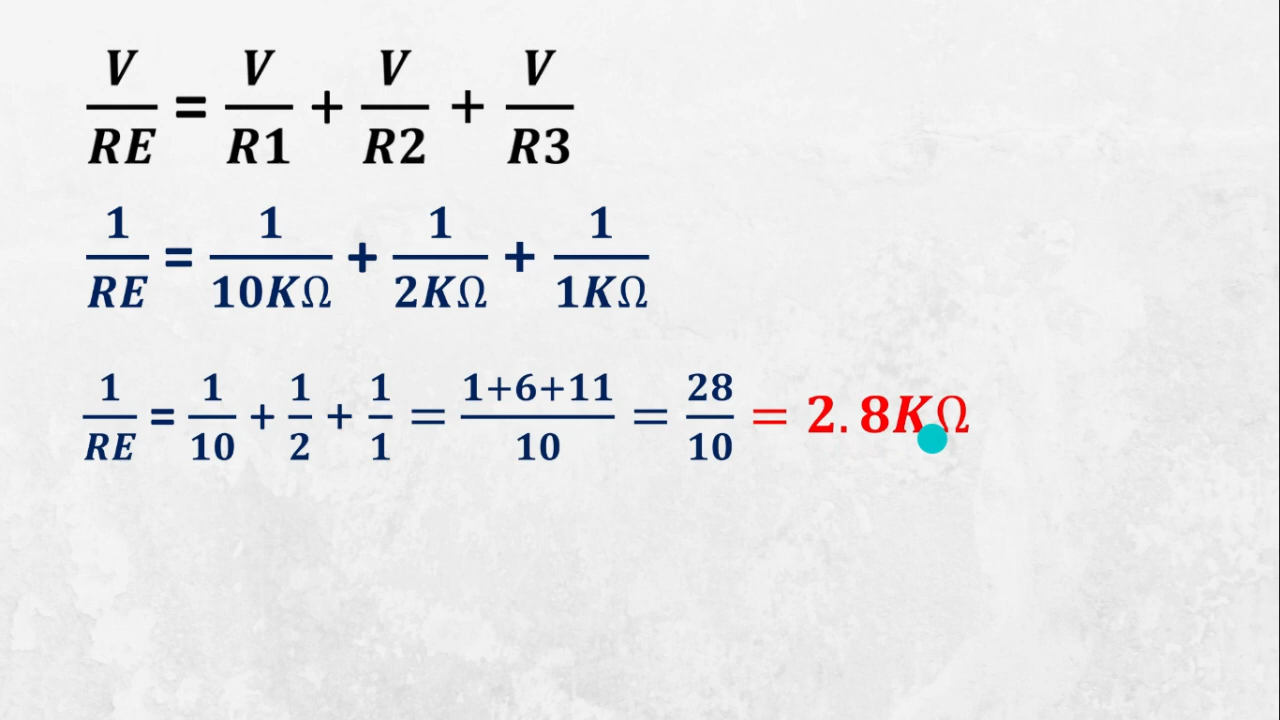 V/RE = V/R1 + V/R2 + V/R3
1/RE = 1/10KΩ + 1/2KΩ + 1/1KΩ
1/RE = 1/10 + 1/2 + 1/1 = 1+6+11/10 = 28/10 = 2.8KΩ